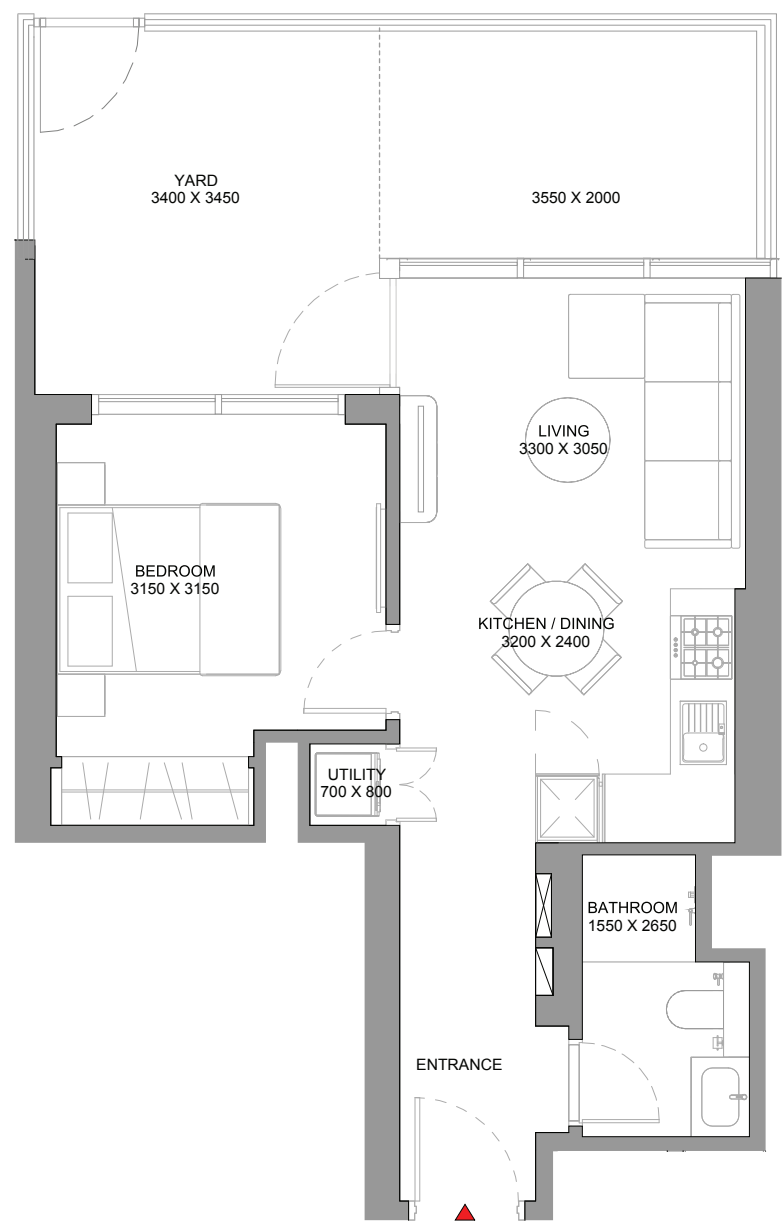 YARD
3400 X 3450
3550 X 2000
LIVING
3300 X 3050
BEDROOM
3150 X 3150
KITCHEN / DINING
3200 X 2400
UTILITY
700 X 800
BATHROOM
1550 X 2650
ENTRANCE